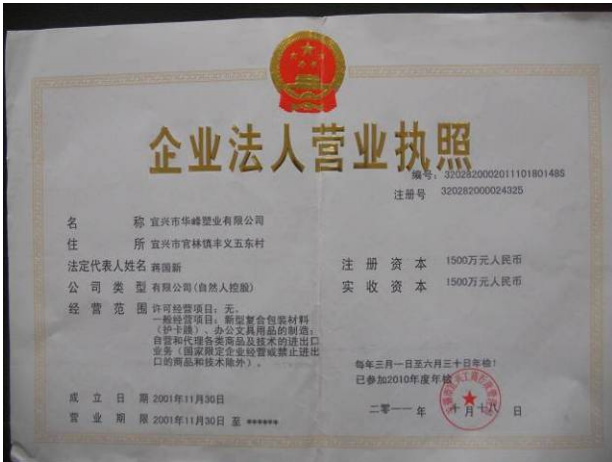 企业法人营业执照
编号：320282000201110180148S
注册号 320282000024325
名称 宜兴市华峰塑业有限公司
住所 宜兴市官林镇丰义五东村
法定代表人姓名 蒋国新
注册资本 1500万元人民币
公司类型 有限公司(自然人控股)
实收资本 1500万元人民币
经营范围 许可经营项目：无。
一般经营项目：新型复合包装材料
（护卡膜）、办公文具用品的制造；
自营和代理各类商品及技术的进出口
业务（国家限定企业经营或禁止进出
口的商品和技术除外）。
每年三月一日至六月三十日年检！
已参加2010年度年检
成立日期 2001年11月30日
二零一一 年 十月十八 日
营业期限 2001年11月30日 至 ******